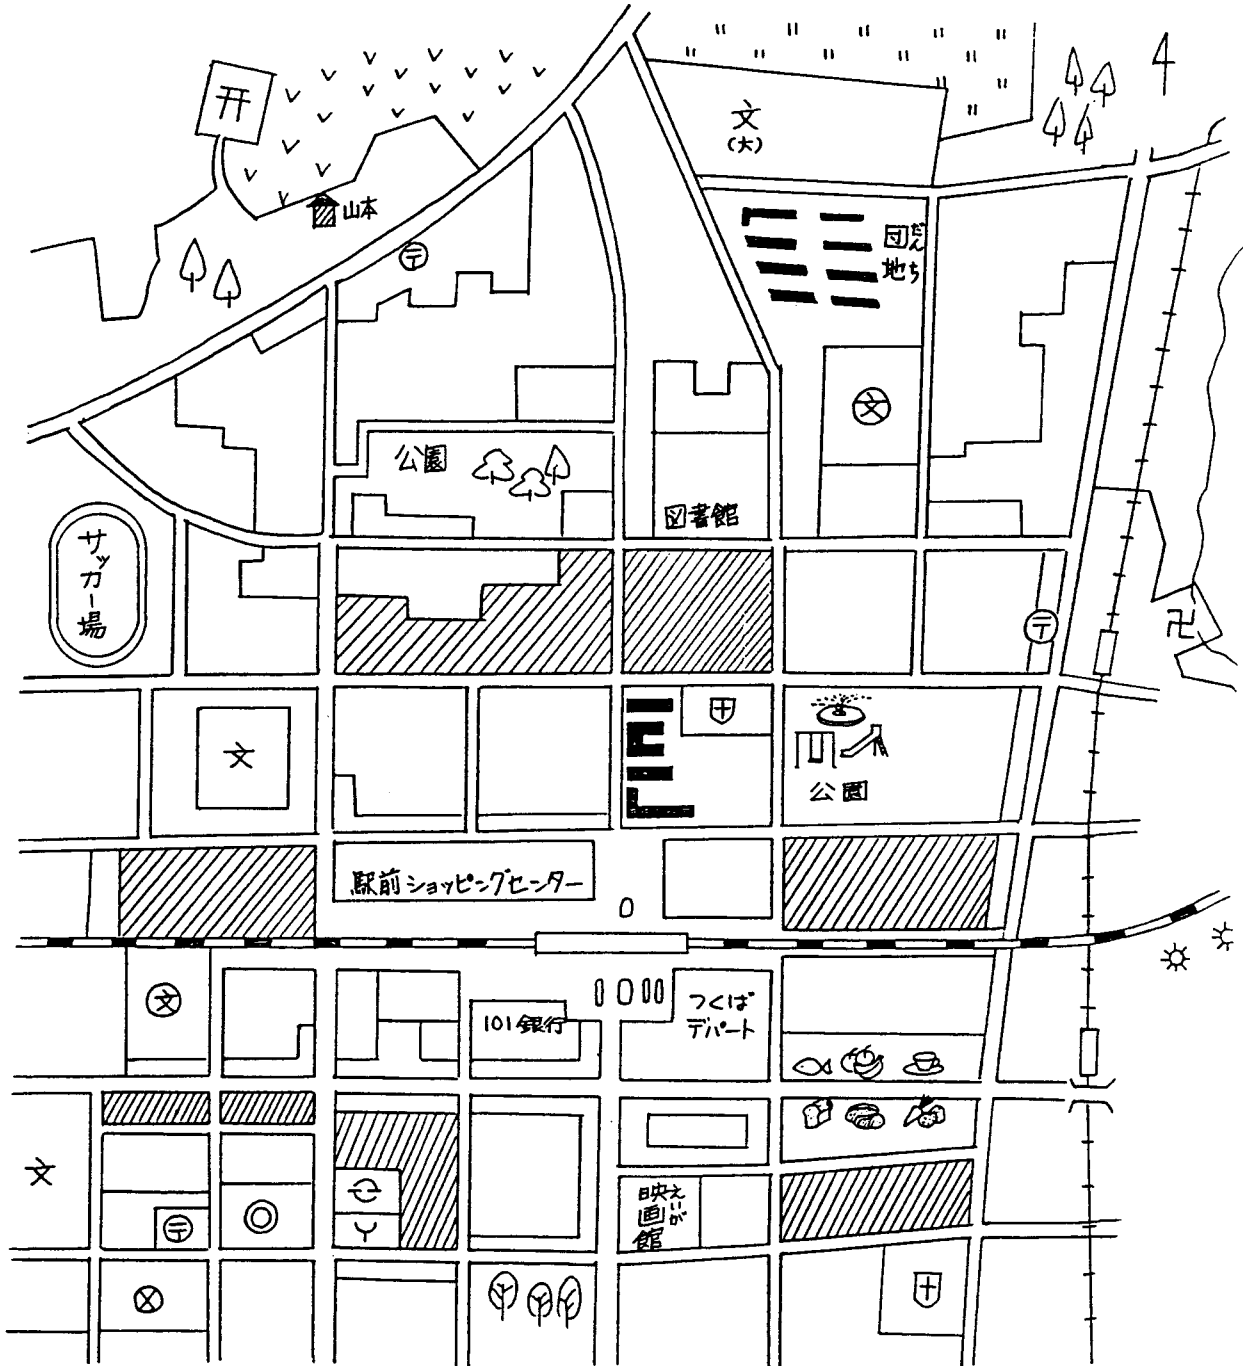 文
(大)
山本
団地
だんち
公園
図書館
文
サッカー場
文
公園
駅前ショッピングセンター
文
101銀行
つくば
デパート
文
映画館
えいが